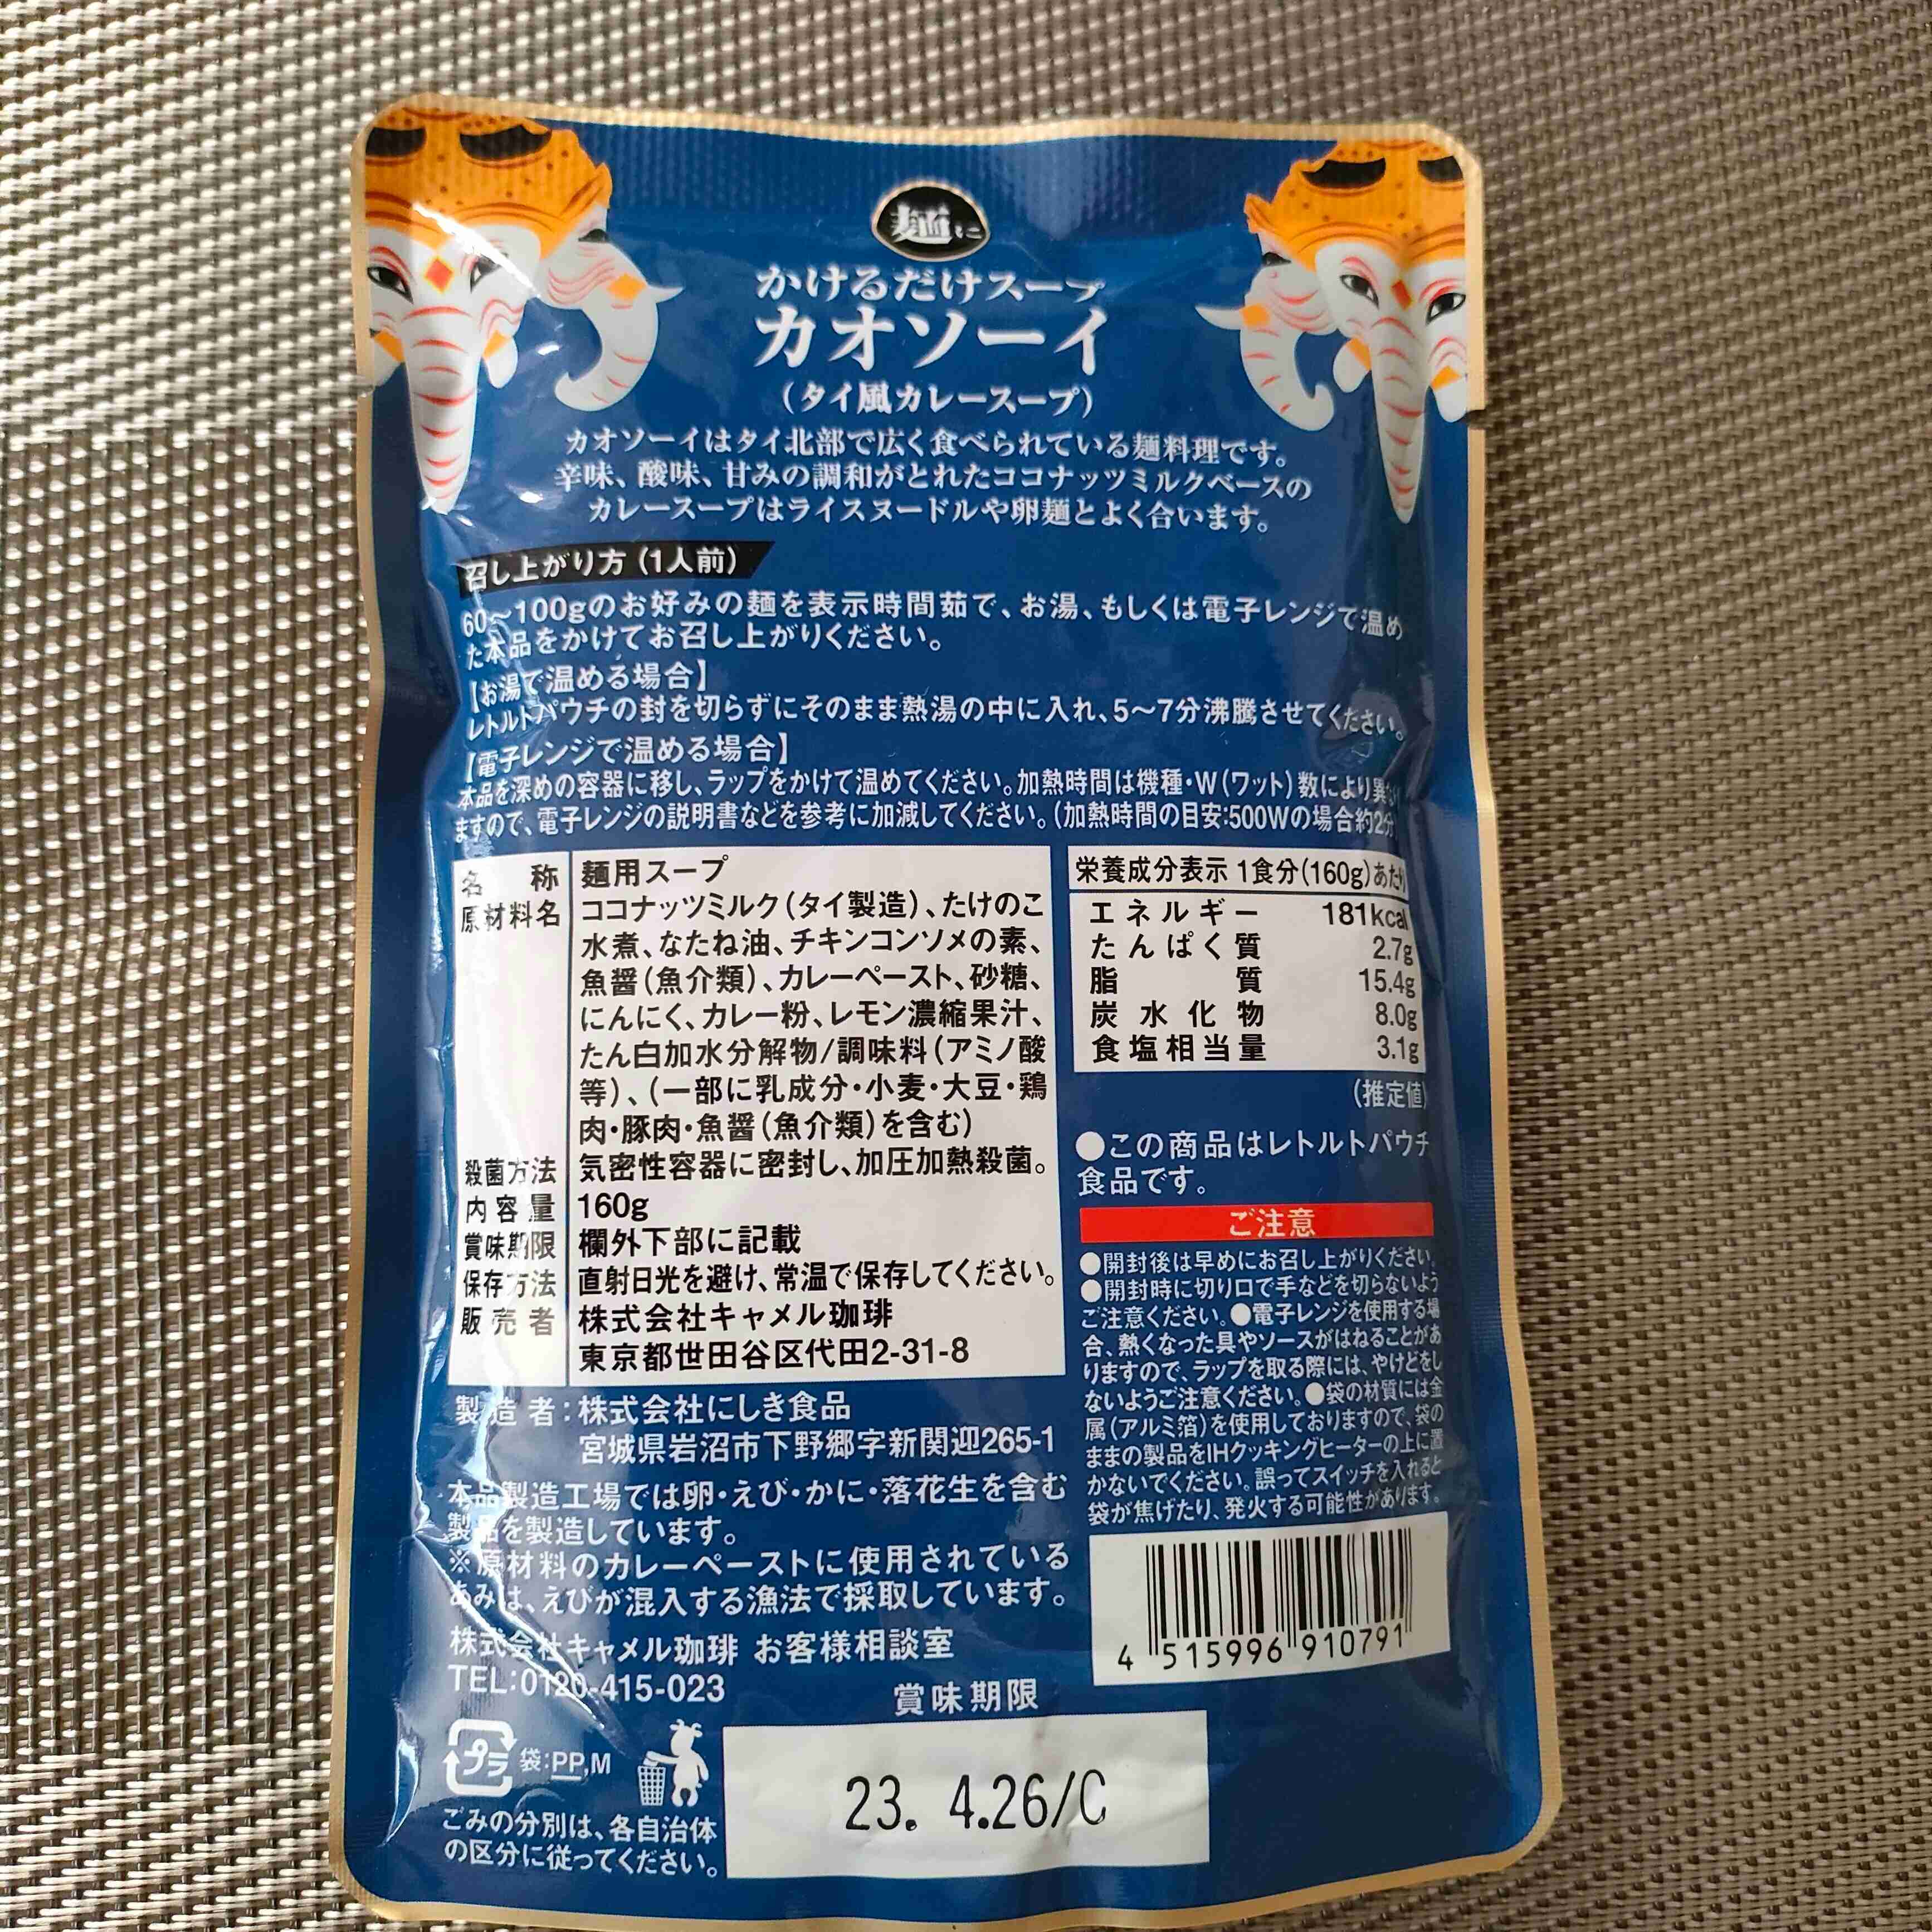 麺に
かけるだけスープ
カオソーイ
(タイ風カレースープ)
カオソーイはタイ北部で広く食べられている麺料理です。
辛味、酸味、甘みの調和がとれたココナッツミルクベースの
カレースープはライスヌードルや卵麺とよく合います。
召し上がり方(1人前)
60〜100gのお好みの麺を表示時間茹で、お湯、もしくは電子レンジで温め
た本品をかけてお召し上がりください。
【お湯で温める場合】
レトルトパウチの封を切らずにそのまま熱湯の中に入れ、5〜7分沸騰させてください。
【電子レンジで温める場合】
本品を深めの容器に移し、ラップをかけて温めてください。加熱時間は機種・W(ワット)数により異なり
ますので、電子レンジの説明書などを参考に加減してください。(加熱時間の目安:500Wの場合約2分
名称 麺用スープ
原材料名 ココナッツミルク(タイ製造)、たけのこ
水煮、なたね油、チキンコンソメの素、
魚醤(魚介類)、カレーペースト、砂糖、
にんにく、カレー粉、レモン濃縮果汁、
たん白加水分解物/調味料(アミノ酸
等)、(一部に乳成分・小麦・大豆・鶏
肉・豚肉・魚醤(魚介類)を含む)
殺菌方法 気密性容器に密封し、加圧加熱殺菌。
内容量 160g
賞味期限 欄外下部に記載
保存方法 直射日光を避け、常温で保存してください。
販売者 株式会社キャメル珈琲
東京都世田谷区代田2-31-8
製造者:株式会社にしき食品
宮城県岩沼市下野郷字新関迎265-1
本品製造工場では卵・えび・かに・落花生を含む
製品を製造しています。
※原材料のカレーペーストに使用されている
あみは、えびが混入する漁法で採取しています。
株式会社キャメル珈琲 お客様相談室
TEL:0120-415-023
栄養成分表示 1食分(160g)あたり
エネルギー 181kcal
たんぱく質 2.7g
脂質 15.4g
炭水化物 8.0g
食塩相当量 3.1g
(推定値)
●この商品はレトルトパウチ
食品です。
ご注意
●開封後は早めにお召し上がりください。
●開封時に切り口で手などを切らないよう
ご注意ください。●電子レンジを使用する場
合、熱くなった具やソースがはねることがあ
りますので、ラップを取る際には、やけどをし
ないようご注意ください。●袋の材質には金
属(アルミ箔)を使用しておりますので、袋の
ままの製品をIHクッキングヒーターの上に置
かないでください。誤ってスイッチを入れると
袋が焦げたり、発火する可能性があります。
4 515996 910791
プラ 袋:PP,M
ごみの分別は、各自治体
の区分に従ってください。
賞味期限
23. 4.26/C